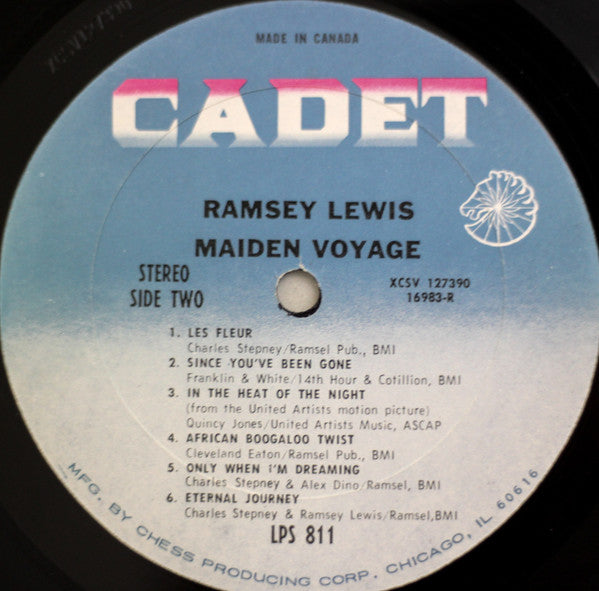 MADE IN CANADA
CADET
RAMSEY LEWIS
MAIDEN VOYAGE
STEREO
SIDE TWO
XCSV 127390
16983-R
1. LES FLEUR
Charles Stepney/Ramsel Pub., BMI
2. SINCE YOU'VE BEEN GONE
Franklin & White/14th Hour & Cotillion, BMI
3. IN THE HEAT OF THE NIGHT
(from the United Artists motion picture)
Quincy Jones/United Artists Music, ASCAP
4. AFRICAN BOOGALOO TWIST
Cleveland Eaton/Ramsel Pub., BMI
5. ONLY WHEN I'M DREAMING
Charles Stepney & Alex Dino/Ramsel, BMI
6. ETERNAL JOURNEY
Charles Stepney & Ramsey Lewis/Ramsel,BMI
LPS 811
MFG. BY CHESS PRODUCING CORP. CHICAGO, IL 60616